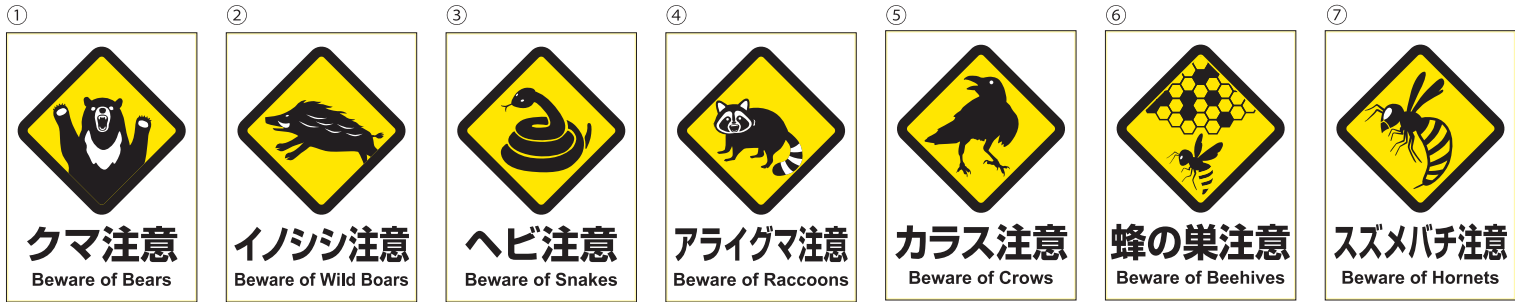 ①
クマ注意
Beware of Bears
②
イノシシ注意
Beware of Wild Boars
③
ヘビ注意
Beware of Snakes
④
アライグマ注意
Beware of Raccoons
⑤
カラス注意
Beware of Crows
⑥
蜂の巣注意
Beware of Beehives
⑦
スズメバチ注意
Beware of Hornets